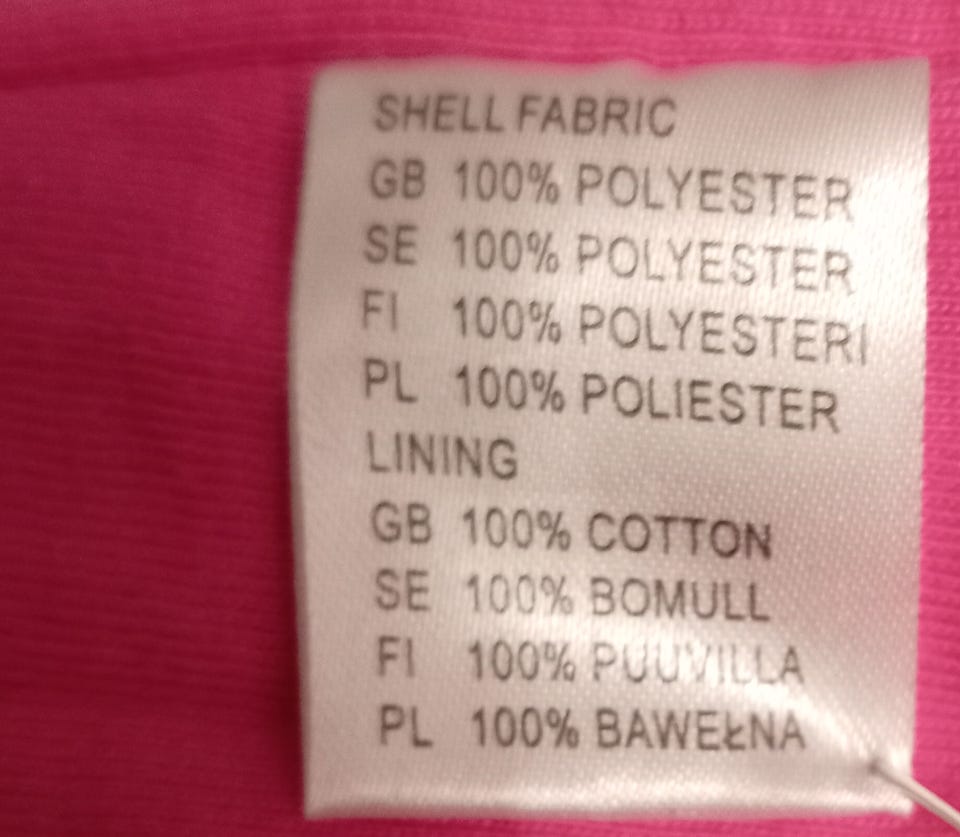 SHELL FABRIC
GB 100% POLYESTER
SE 100% POLYESTER
FI 100% POLYESTERI
PL 100% POLIESTER
LINING
GB 100% COTTON
SE 100% BOMULL
FI 100% PUUVILLA
PL 100% BAWEŁNA